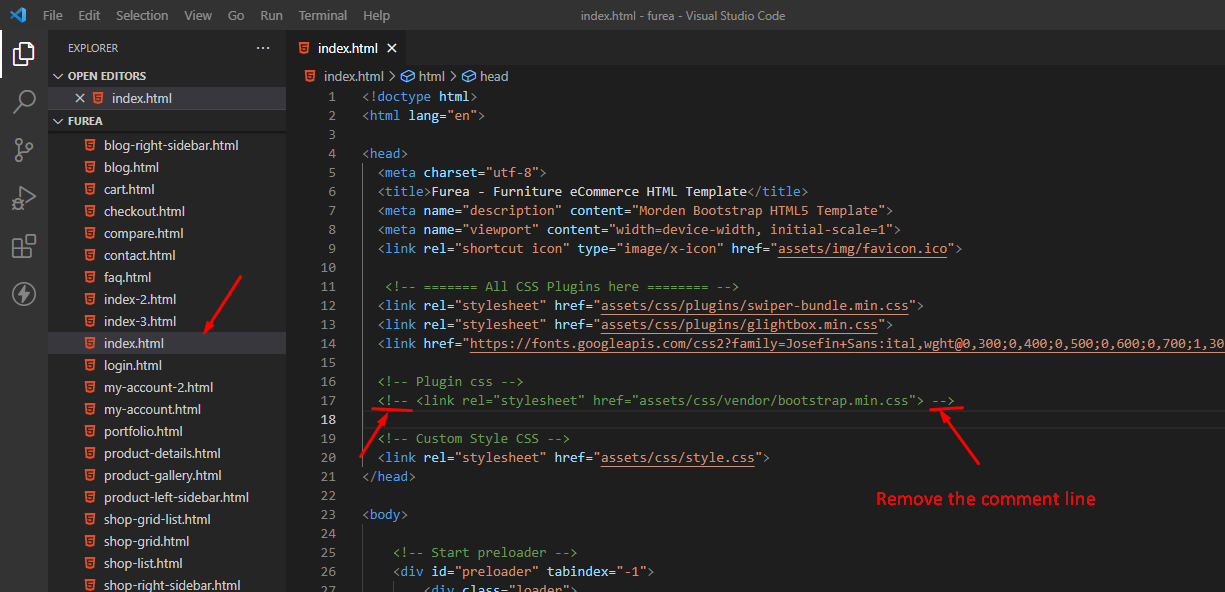 File Edit Selection View Go Run Terminal Help index.html - furea - Visual Studio Code
EXPLORER ···
index.html
OPEN EDITORS
index.html
FUREA
blog-right-sidebar.html
blog.html
cart.html
checkout.html
compare.html
contact.html
faq.html
index-2.html
index-3.html
index.html
login.html
my-account-2.html
my-account.html
portfolio.html
product-details.html
product-gallery.html
product-left-sidebar.html
shop-grid-list.html
shop-grid.html
shop-list.html
shop-right-sidebar.html
index.html > html > head
1 <!doctype html>
2 <html lang="en">
3
4 <head>
5 <meta charset="utf-8">
6 <title>Furea - Furniture eCommerce HTML Template</title>
7 <meta name="description" content="Morden Bootstrap HTML5 Template">
8 <meta name="viewport" content="width=device-width, initial-scale=1">
9 <link rel="shortcut icon" type="image/x-icon" href="assets/img/favicon.ico">
10
11 <!-- ======= All CSS Plugins here ======== -->
12 <link rel="stylesheet" href="assets/css/plugins/swiper-bundle.min.css">
13 <link rel="stylesheet" href="assets/css/plugins/glightbox.min.css">
14 <link href="https://fonts.googleapis.com/css2?family=Josefin+Sans:ital,wght@0,300;0,400;0,500;0,600;0,700;1,30
15
16 <!-- Plugin css -->
17 <!-- <link rel="stylesheet" href="assets/css/vendor/bootstrap.min.css"> -->
18
19 <!-- Custom Style CSS -->
20 <link rel="stylesheet" href="assets/css/style.css">
21 </head>
22
23 <body>
24
25 <!-- Start preloader -->
26 <div id="preloader" tabindex="-1">
27 <div class="loader">
Remove the comment line